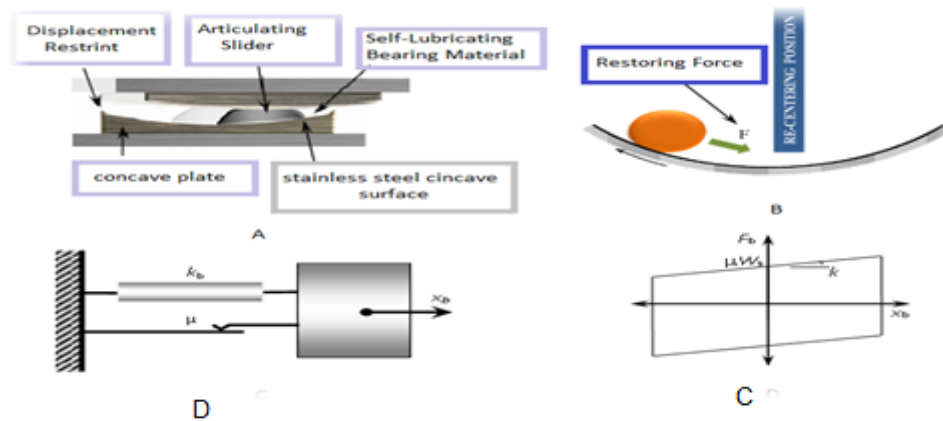 Displacement
Restrint
Articulating
Slider
Self-Lubricating
Bearing Material
concave plate
stainless steel cincave
surface
A
Restoring Force
F
RE-CENTERING POSITION
B
k_b
μ
x_b
D
F_b
μW_s
k
x_b
C